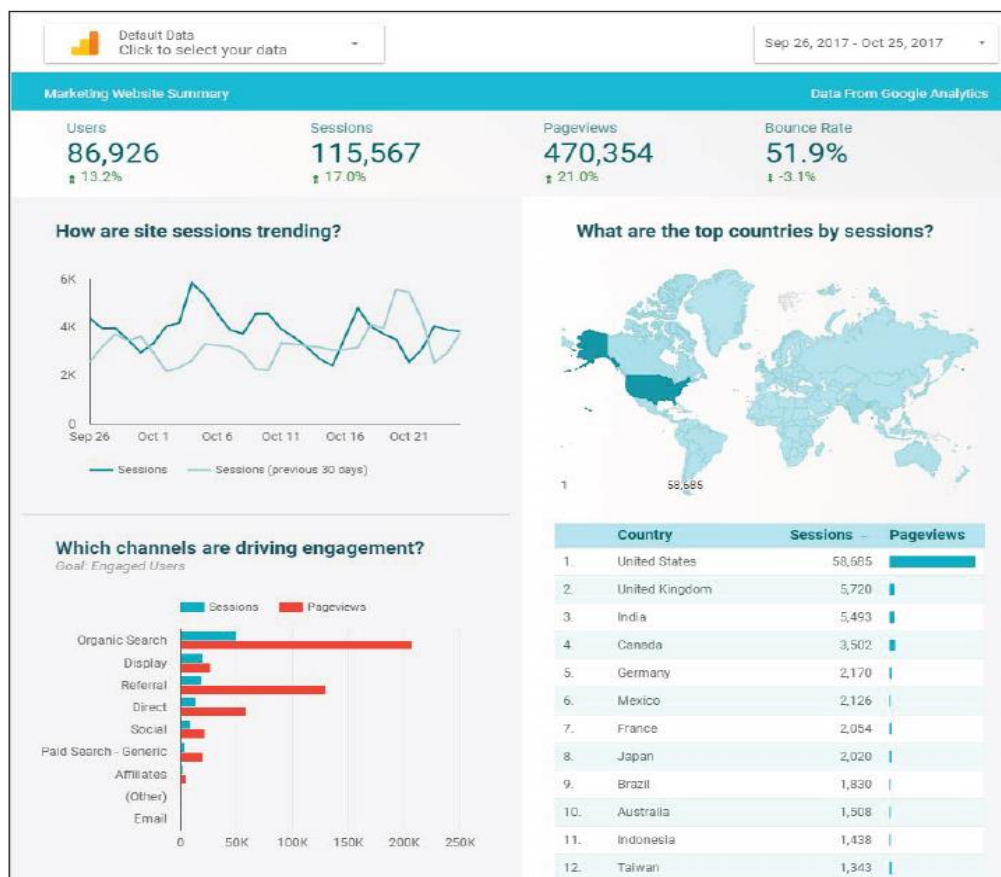 Default Data
Click to select your data
Sep 26, 2017 - Oct 25, 2017
Marketing Website Summary
Data From Google Analytics
Users
86,926
13.2%
Sessions
115,567
17.0%
Pageviews
470,354
21.0%
Bounce Rate
51.9%
-3.1%
How are site sessions trending?
6K
4K
2K
0
Sep 26 Oct 1 Oct 6 Oct 11 Oct 16 Oct 21
Sessions Sessions (previous 30 days)
What are the top countries by sessions?
1 58,685
Which channels are driving engagement?
Goal: Engaged Users
Sessions Pageviews
Organic Search
Display
Referral
Direct
Social
Paid Search - Generic
Affiliates
(Other)
Email
0 50K 100K 150K 200K 250K
Country Sessions Pageviews
1. United States 58,685
2. United Kingdom 5,720
3. India 5,493
4. Canada 3,502
5. Germany 2,170
6. Mexico 2,126
7. France 2,054
8. Japan 2,020
9. Brazil 1,830
10. Australia 1,508
11. Indonesia 1,438
12. Taiwan 1,343